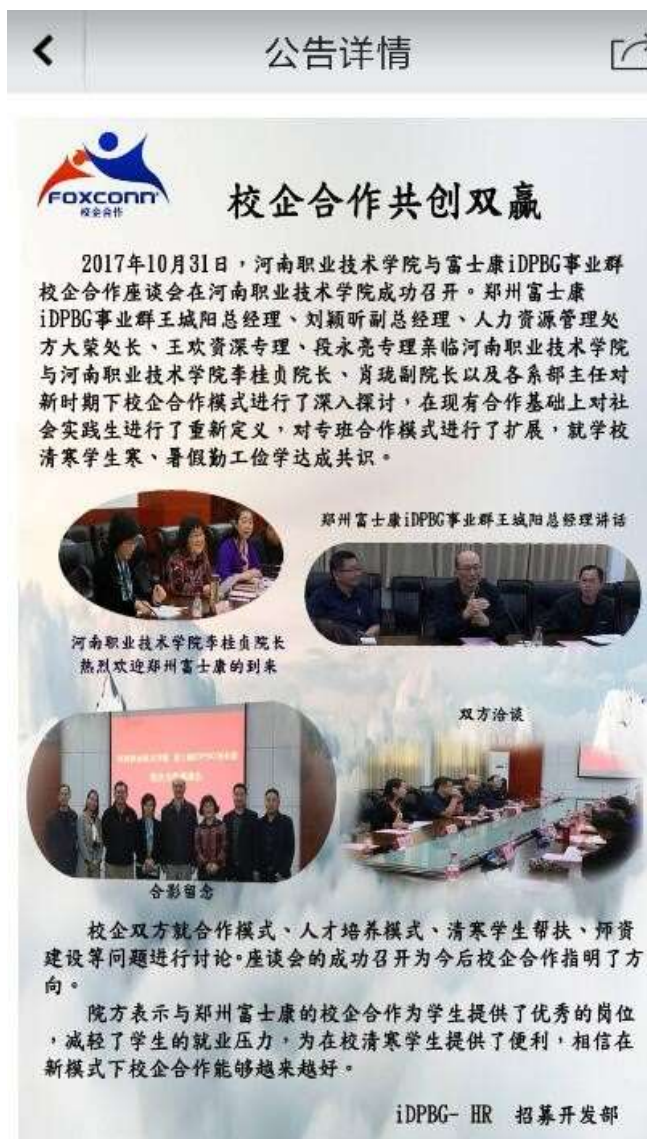 公告详情
FOXCONN
校企合作
校企合作共创双赢
2017年10月31日，河南职业技术学院与富士康iDPBG事业群
校企合作座谈会在河南职业技术学院成功召开。郑州富士康
iDPBG事业群王城阳总经理、刘颖昕副总经理、人力资源管理处
方大荣处长、王欢资深专理、段永亮专理亲临河南职业技术学院
与河南职业技术学院李桂贞院长、肖珑副院长以及各系部主任对
新时期下校企合作模式进行了深入探讨，在现有合作基础上对社
会实践生进行了重新定义，对专班合作模式进行了扩展，就学校
清寒学生寒、暑假勤工俭学达成共识。
郑州富士康iDPBG事业群王城阳总经理讲话
河南职业技术学院李桂贞院长
热烈欢迎郑州富士康的到来
双方洽谈
合影留念
校企双方就合作模式、人才培养模式、清寒学生帮扶、师资
建设等问题进行讨论。座谈会的成功召开为今后校企合作指明了方
向。
院方表示与郑州富士康的校企合作为学生提供了优秀的岗位
，减轻了学生的就业压力，为在校清寒学生提供了便利，相信在
新模式下校企合作能够越来越好。
iDPBG- HR 招募开发部